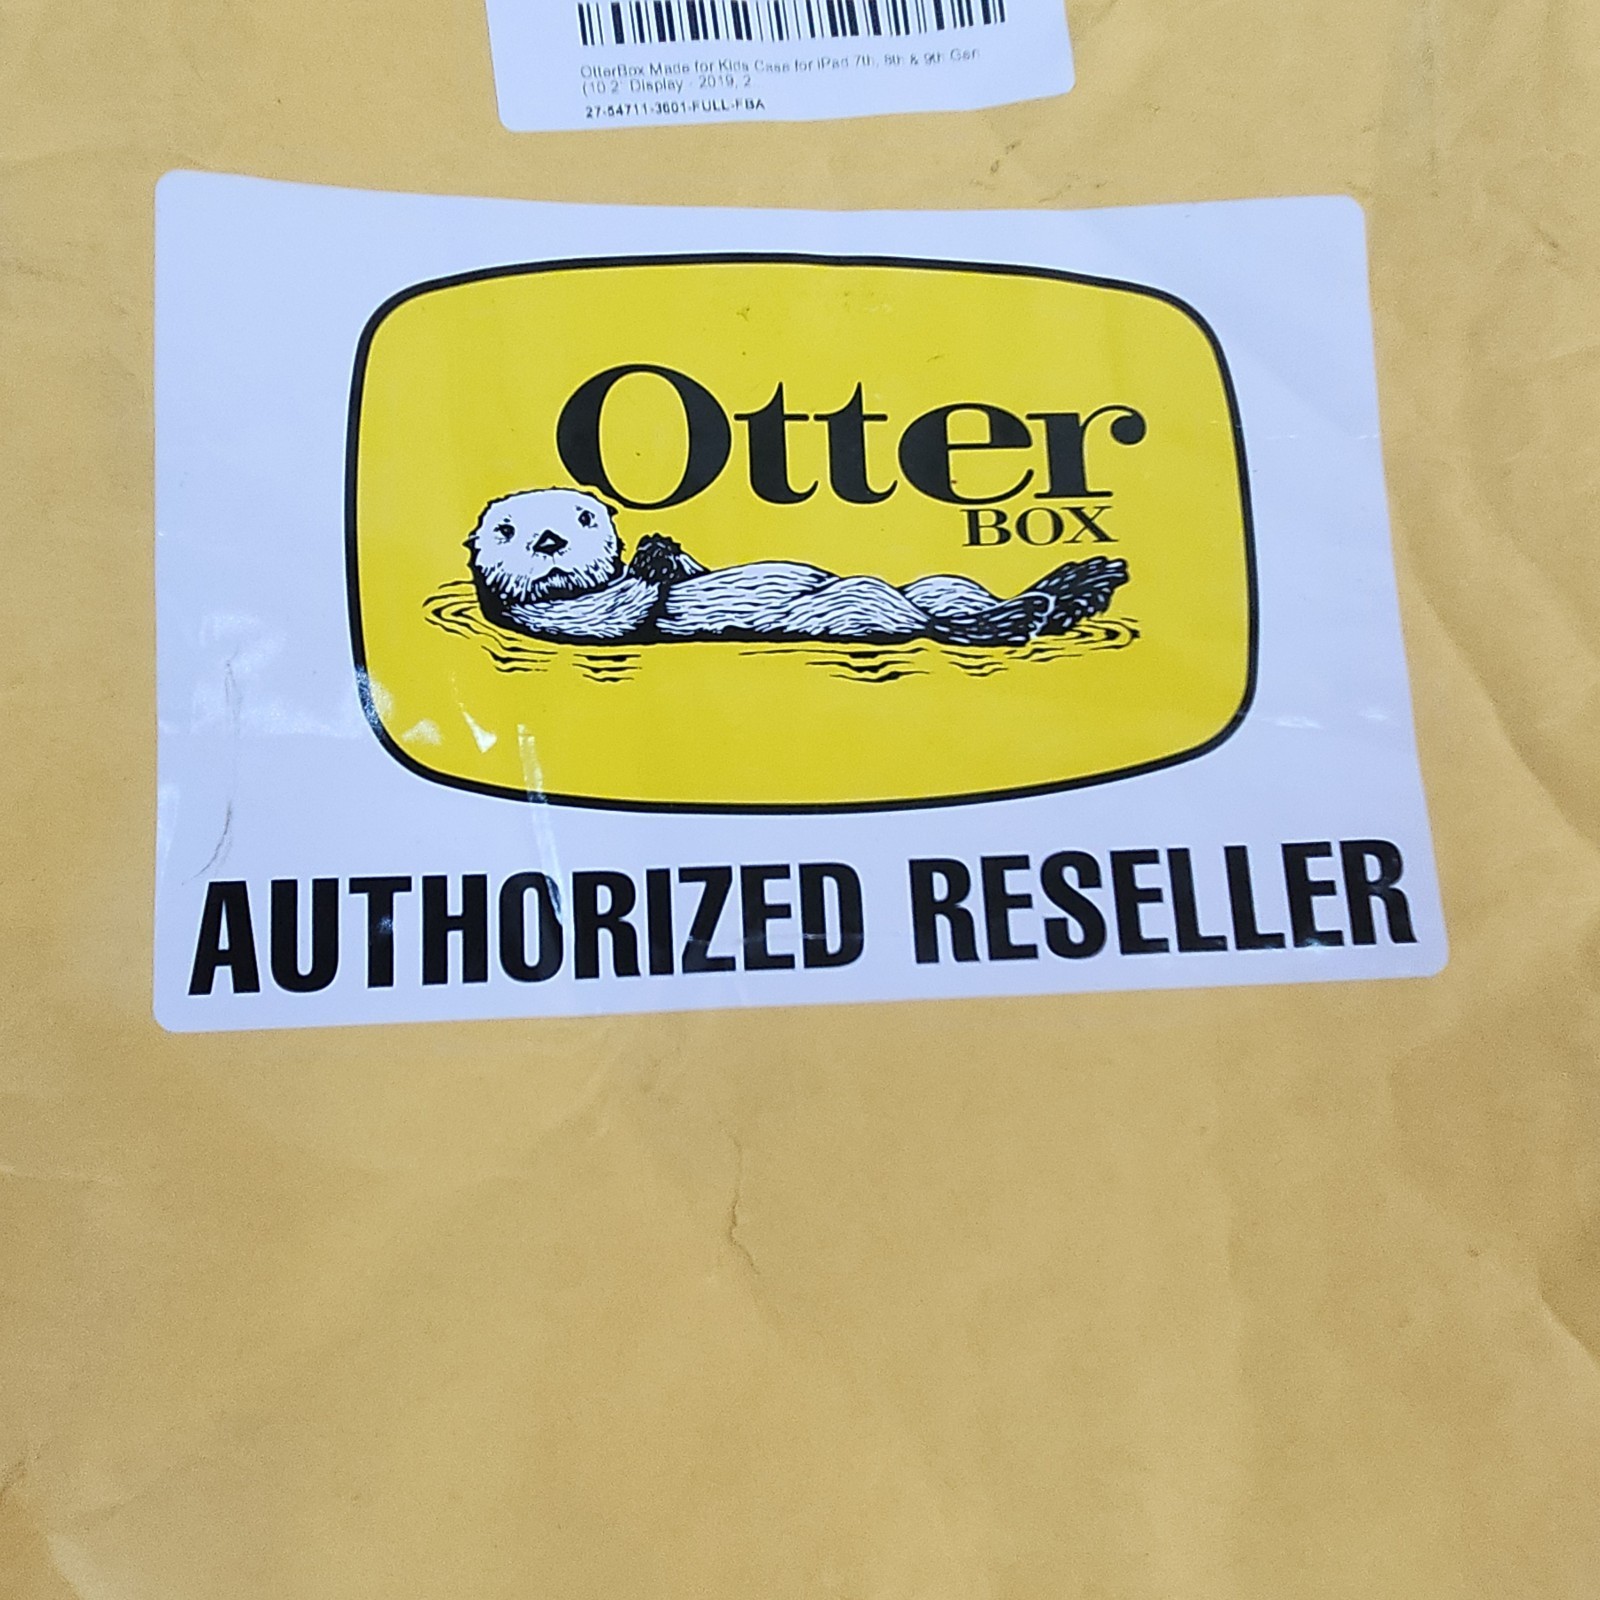 OtterBox Made for Kids Case for iPad 7th, 8th & 9th Gen
(10.2" Display - 2019, 2
27-54711-3601-FULL-FBA
Otter
BOX
AUTHORIZED RESELLER